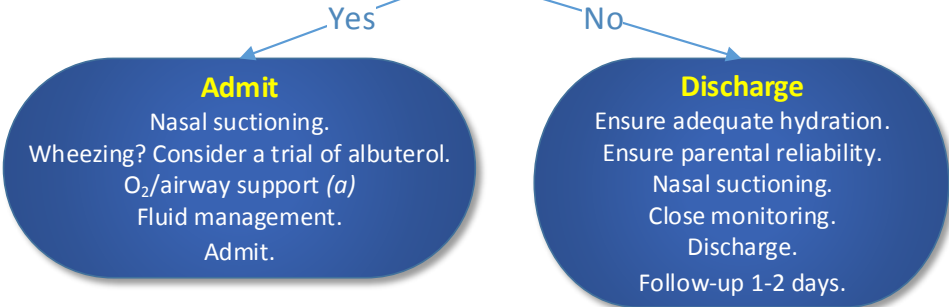 Yes
No
Admit
Nasal suctioning.
Wheezing? Consider a trial of albuterol.
O₂/airway support (a)
Fluid management.
Admit.
Discharge
Ensure adequate hydration.
Ensure parental reliability.
Nasal suctioning.
Close monitoring.
Discharge.
Follow-up 1-2 days.